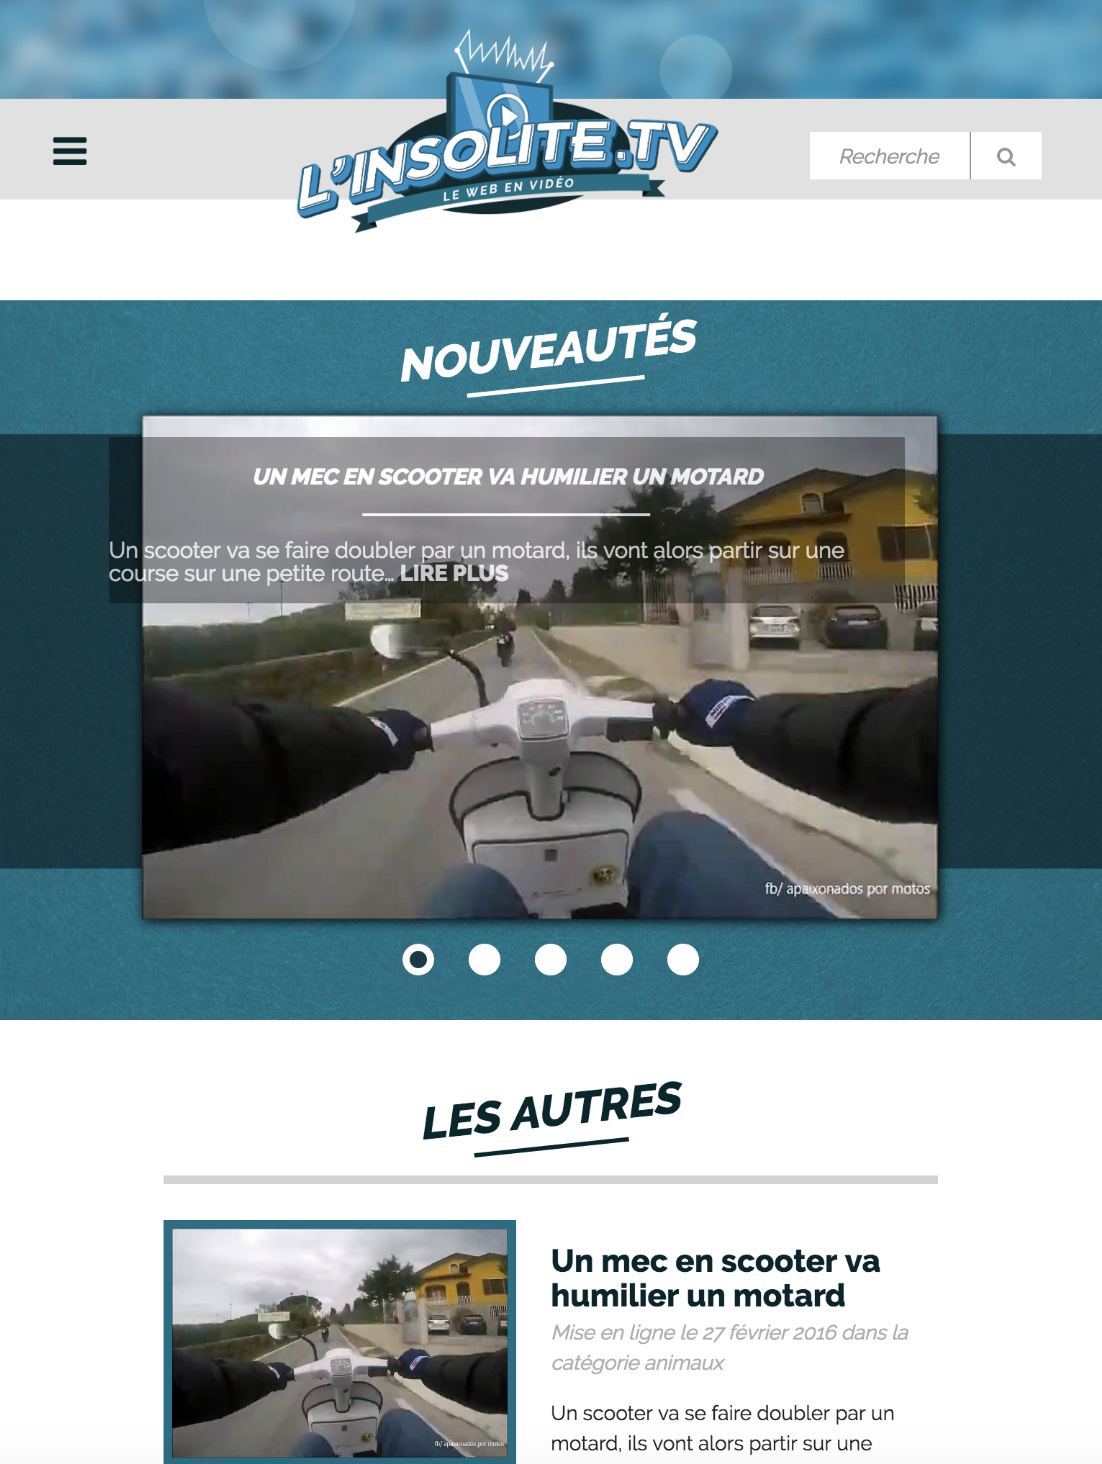 L'INSOLITE.TV
LE WEB EN VIDÉO
Recherche
NOUVEAUTÉS
UN MEC EN SCOOTER VA HUMILIER UN MOTARD
Un scooter va se faire doubler par un motard, ils vont alors partir sur une
course sur une petite route... LIRE PLUS
fb/ apaixonados por motos
LES AUTRES
Un mec en scooter va
humilier un motard
Mise en ligne le 27 février 2016 dans la
catégorie animaux
Un scooter va se faire doubler par un
motard, ils vont alors partir sur une
fb/ apaixonados por motos